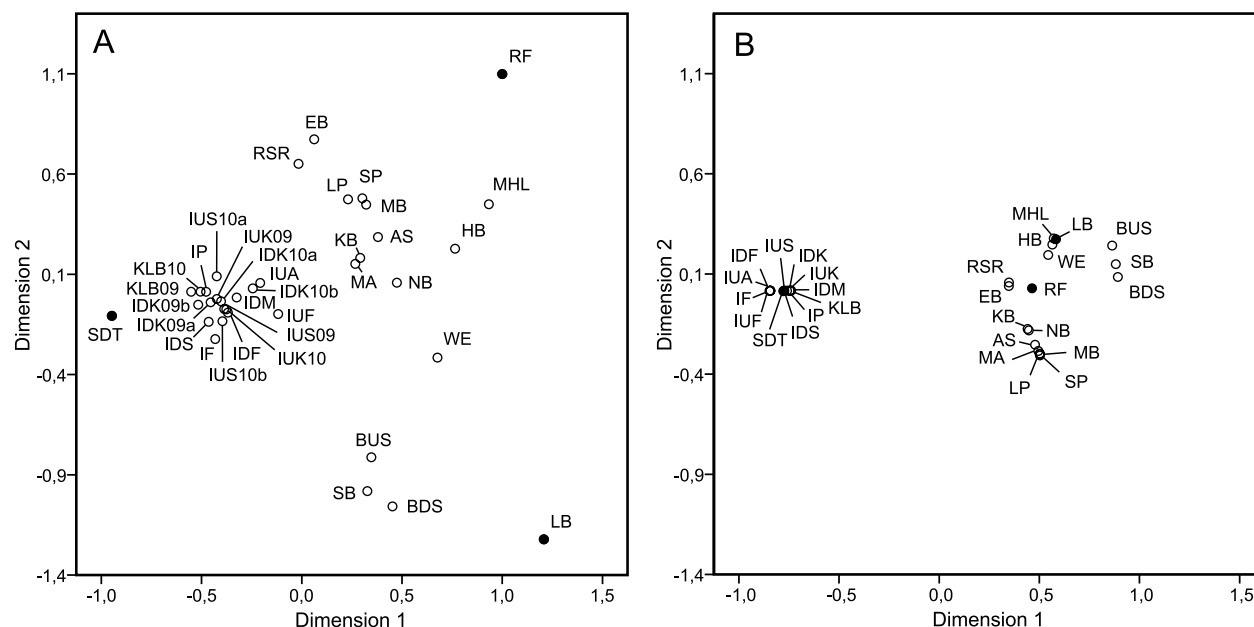 A
RF
1,1
EB
RSR
0,6
LP
SP
MB
MHL
IUS10a
AS
HB
IUK09
KB
IP
IDK10a
KLB10
IUA
MA
NB
0,1
KLB09
IDM
IDK10b
IDK09b
IUF
SDT
IDK09a
IUS09
IDS
IF
IDF
IUK10
WE
IUS10b
-0,4
BUS
SB
BDS
-0,9
LB
-1,4
-1,0
-0,5
0,0
0,5
1,0
1,5
Dimension 1
Dimension 2
B
1,1
0,6
MHL
LB
BUS
HB
IUS
IDF
IDK
WE
SB
IUA
IUK
RSR
0,1
IF
IDM
EB
RF
BDS
IUF
IP
KLB
SDT
IDS
KB
NB
AS
MA
MB
-0,4
LP
SP
-0,9
-1,4
-1,0
-0,5
0,0
0,5
1,0
1,5
Dimension 1
Dimension 2